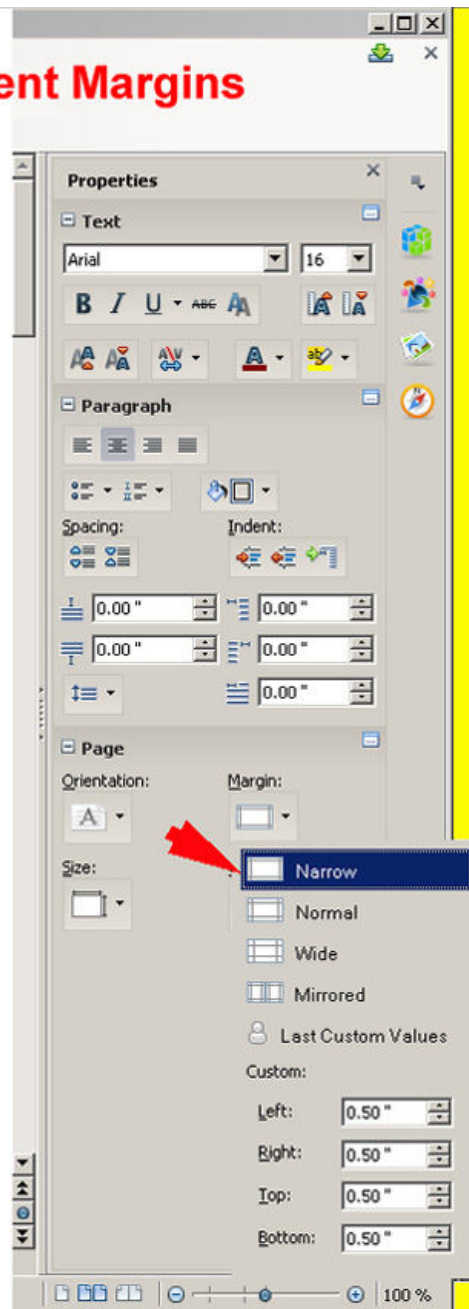 ent Margins
Properties
Text
Arial 16
B I U ABC A
Paragraph
Spacing: Indent:
0.00 " 0.00 "
0.00 " 0.00 "
0.00 "
Page
Orientation: Margin:
A
Size:
Narrow
Normal
Wide
Mirrored
Last Custom Values
Custom:
Left: 0.50 "
Right: 0.50 "
Top: 0.50 "
Bottom: 0.50 "
100 %